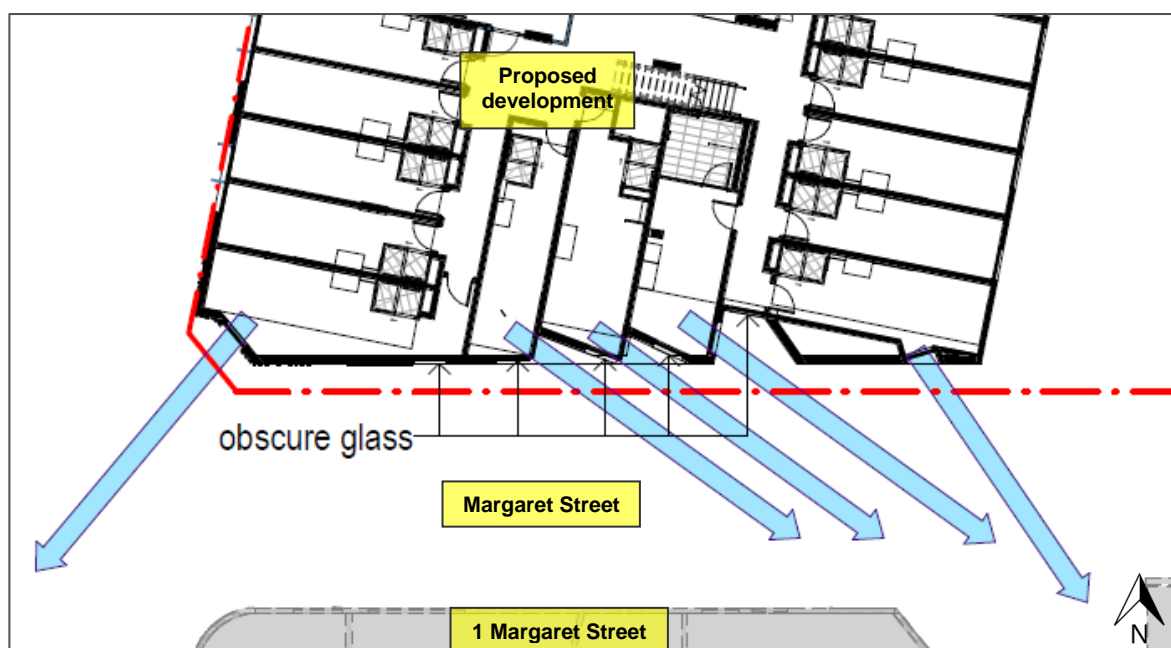 Proposed
development
obscure glass
Margaret Street
1 Margaret Street
N